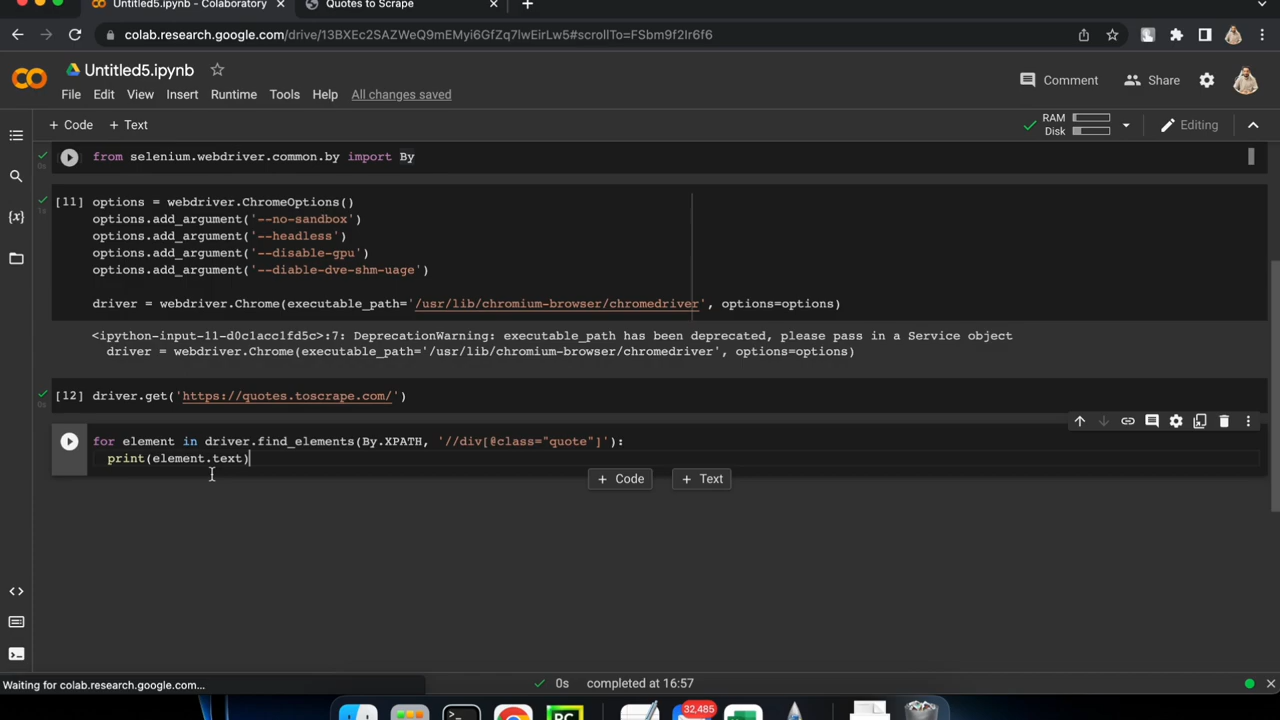 Untitled5.ipynb - Colaboratory
Quotes to Scrape
colab.research.google.com/drive/13BXEc2SAZWeQ9mEMyi6GfZq7IwEirLw5#scrollTo=FSbm9f2Ir6f6
Untitled5.ipynb
Comment
Share
File Edit View Insert Runtime Tools Help All changes saved
+ Code + Text
RAM
Disk
Editing
from selenium.webdriver.common.by import By
0s
[11] options = webdriver.ChromeOptions()
1s
options.add_argument('--no-sandbox')
options.add_argument('--headless')
options.add_argument('--disable-gpu')
options.add_argument('--diable-dve-shm-uage')
driver = webdriver.Chrome(executable_path='/usr/lib/chromium-browser/chromedriver', options=options)
<ipython-input-11-d0c1acc1fd5c>:7: DeprecationWarning: executable_path has been deprecated, please pass in a Service object
driver = webdriver.Chrome(executable_path='/usr/lib/chromium-browser/chromedriver', options=options)
[12] driver.get('https://quotes.toscrape.com/')
0s
for element in driver.find_elements(By.XPATH, '//div[@class="quote"]'):
print(element.text)
+ Code + Text
Waiting for colab.research.google.com...
0s completed at 16:57
32,485
PC